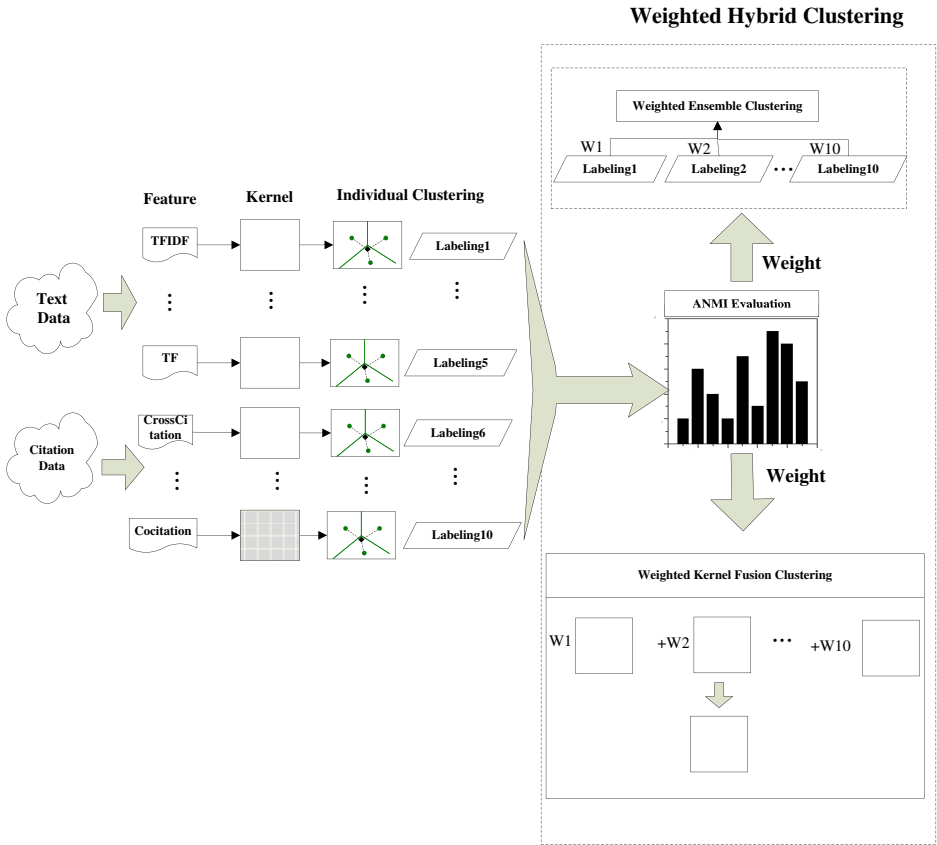 Weighted Hybrid Clustering
Weighted Ensemble Clustering
W1
W2
W10
Labeling1
Labeling2
...
Labeling10
Weight
Feature
Kernel
Individual Clustering
TFIDF
Labeling1
Text
Data
TF
Labeling5
ANMI Evaluation
CrossCi
tation
Labeling6
Citation
Data
Cocitation
Labeling10
Weight
Weighted Kernel Fusion Clustering
W1
+W2
...
+W10